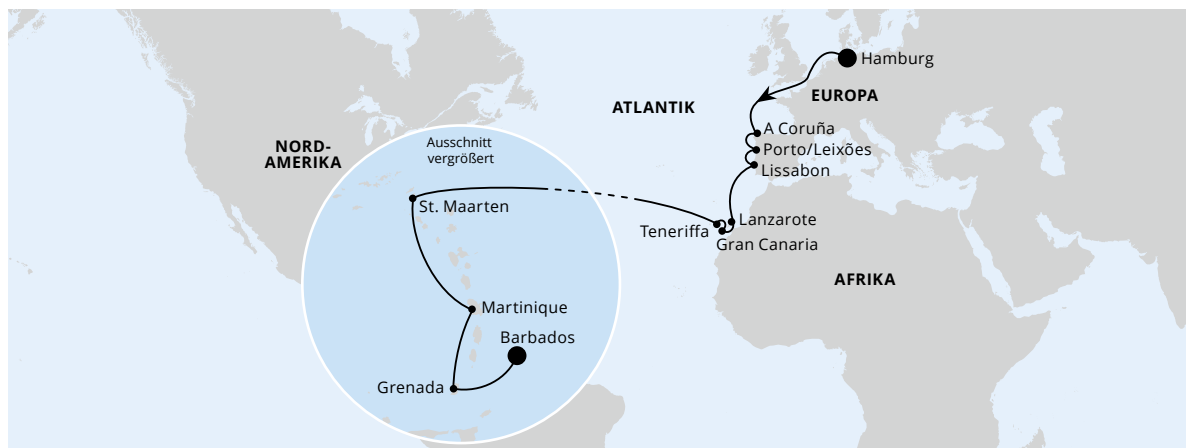 Hamburg
EUROPA
ATLANTIK
A Coruña
Porto/Leixões
Lissabon
NORD-
AMERIKA
Ausschnitt
vergrößert
St. Maarten
Lanzarote
Teneriffa
Gran Canaria
AFRIKA
Martinique
Barbados
Grenada